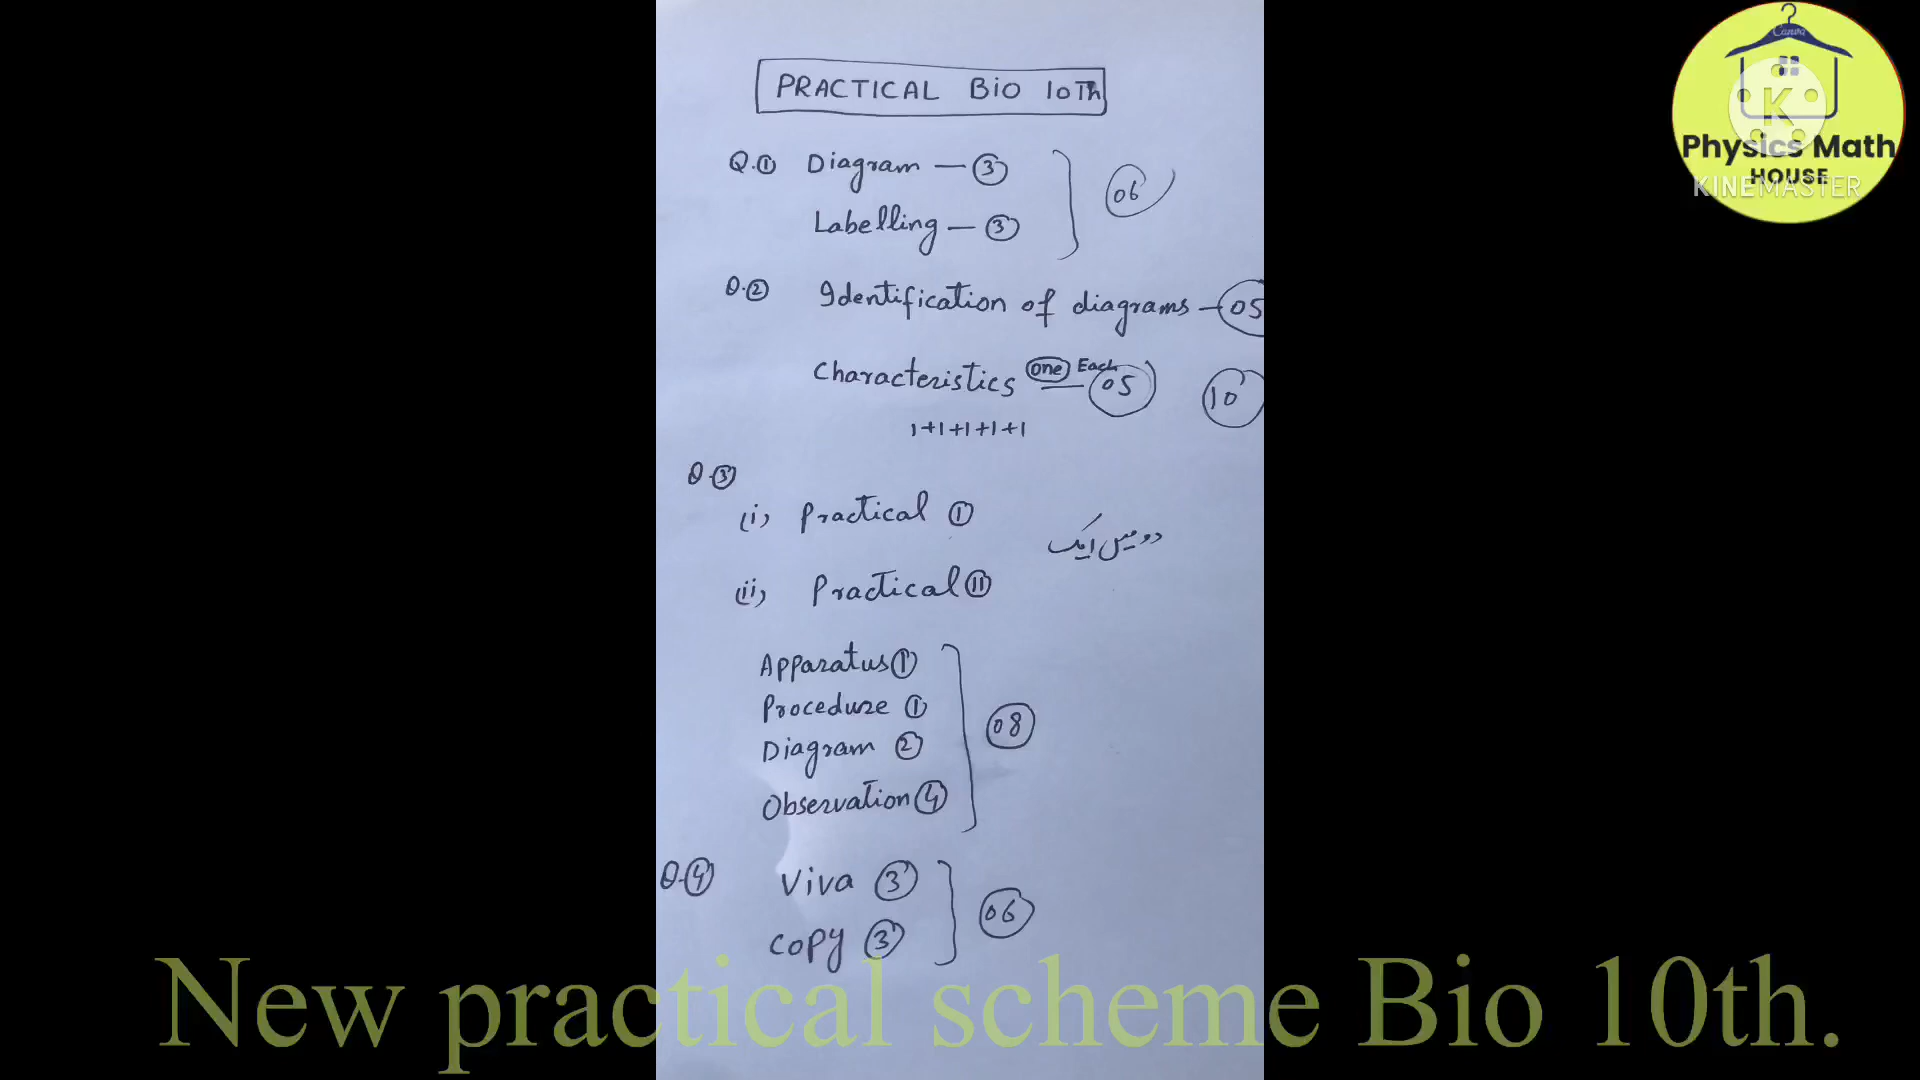 PRACTICAL BiO 10Th
Q.① Diagram — ③
06
Labelling — ③
Q.② Identification of diagrams — 05
Characteristics one Each 05 10
1+1+1+1+1
Q.③
(i) Practical ①
دو میں ایک
(ii) Practical ⑪
Apparatus ①
Procedure ①
08
Diagram ②
Observation ④
Q.④ Viva ③
06
Copy ③
New practical scheme Bio 10th.
Canva
K
Physics Math
HOUSE
KINEMASTER